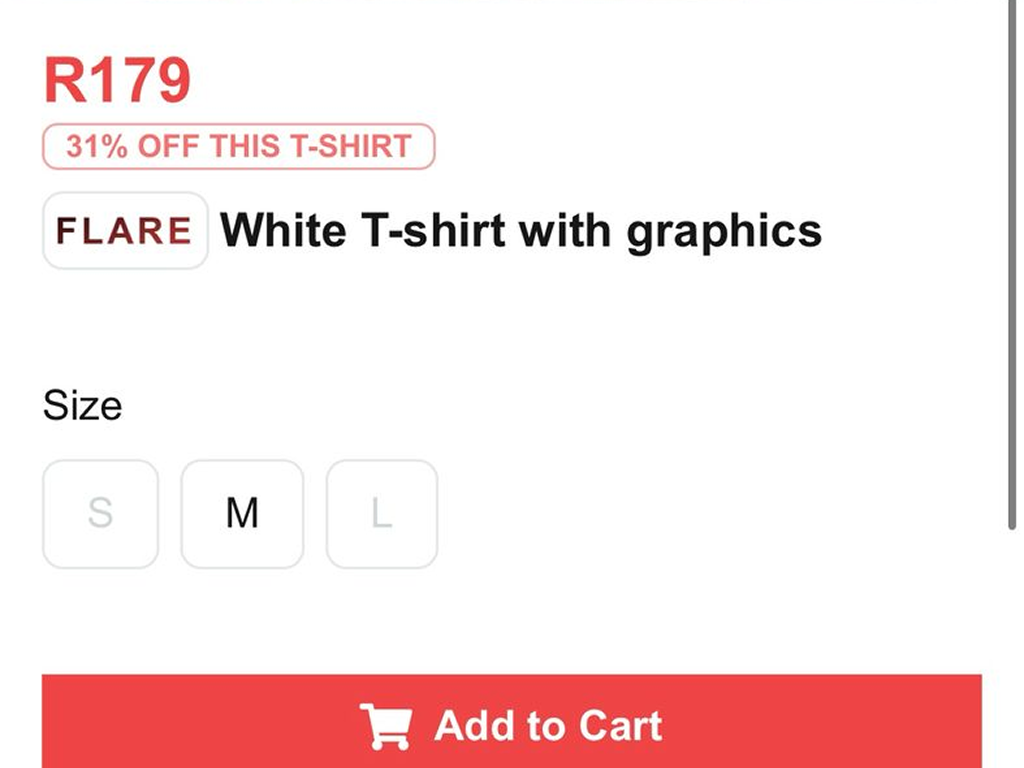 R179
31% OFF THIS T-SHIRT
FLARE White T-shirt with graphics
Size
S M L
Add to Cart